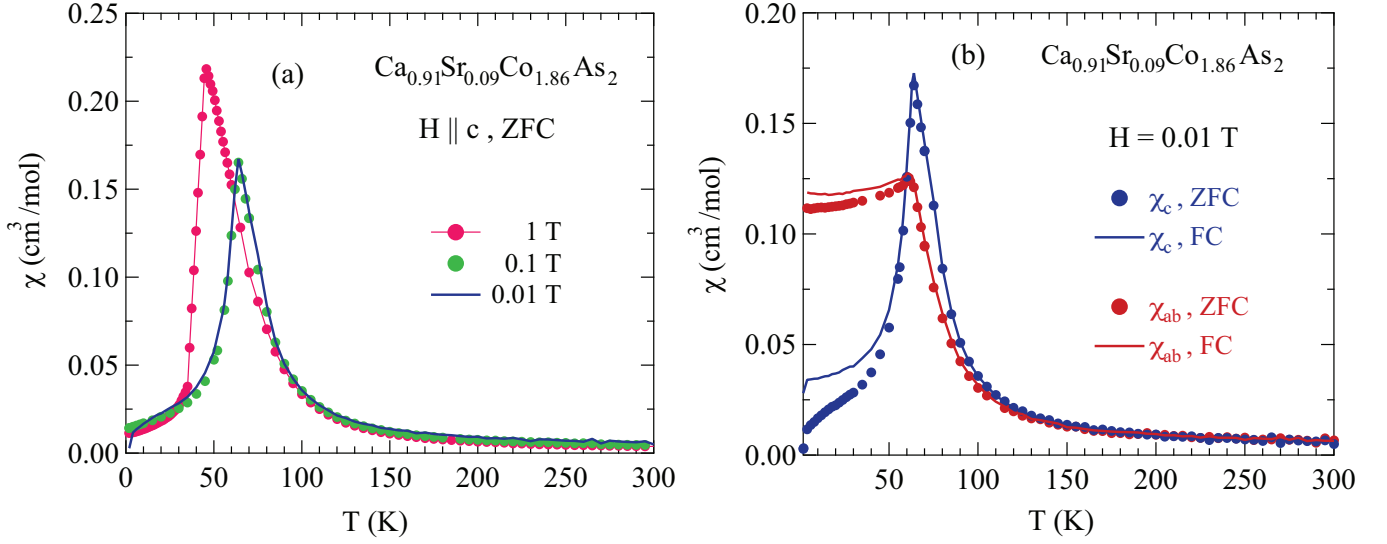 (a)
Ca0.91Sr0.09Co1.86As2
H || c , ZFC
1 T
0.1 T
0.01 T
χ (cm3/mol)
0.25
0.20
0.15
0.10
0.05
0.00
0 50 100 150 200 250 300
T (K)
(b)
Ca0.91Sr0.09Co1.86As2
H = 0.01 T
χc , ZFC
χc , FC
χab , ZFC
χab , FC
χ (cm3/mol)
0.20
0.15
0.10
0.05
0.00
50 100 150 200 250 300
T (K)